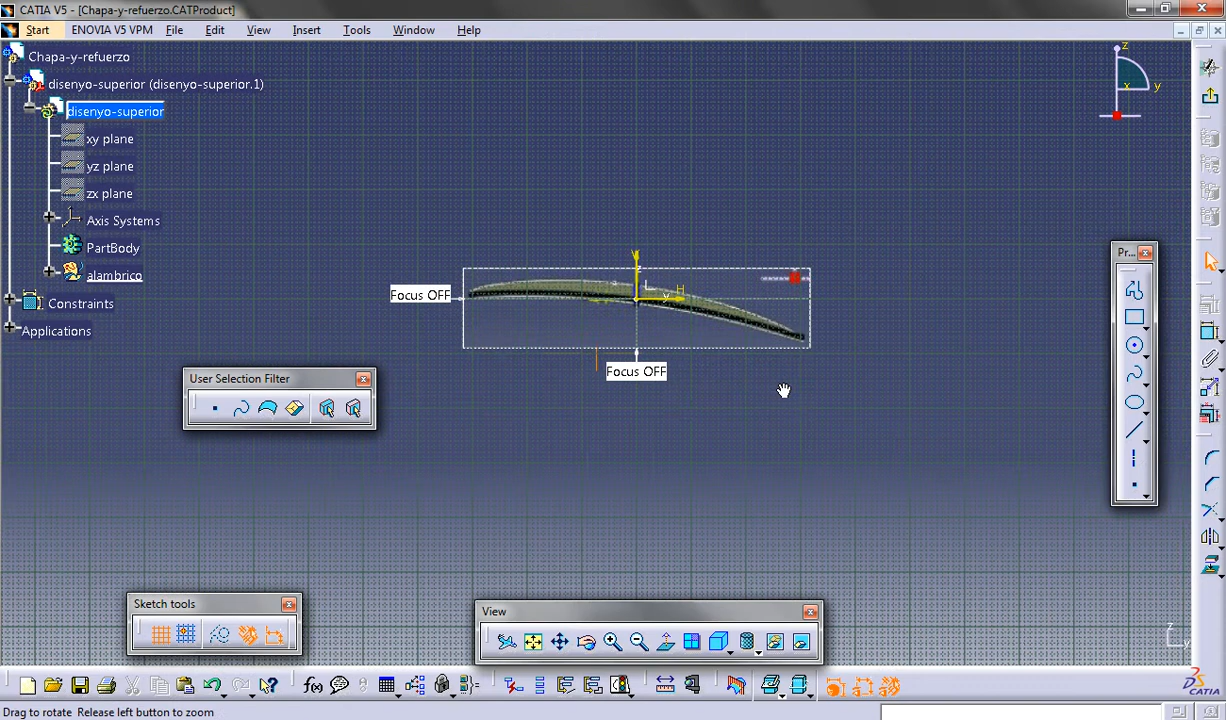 CATIA V5 - [Chapa-y-refuerzo.CATProduct]
Start ENOVIA V5 VPM File Edit View Insert Tools Window Help
Chapa-y-refuerzo
disenyo-superior (disenyo-superior.1)
disenyo-superior
xy plane
yz plane
zx plane
Axis Systems
PartBody
alambrico
Constraints
Applications
z
x
y
Pr...
V
z
H
y
Focus OFF
Focus OFF
User Selection Filter
Sketch tools
View
f(x)
z
y
CATIA
Drag to rotate Release left button to zoom